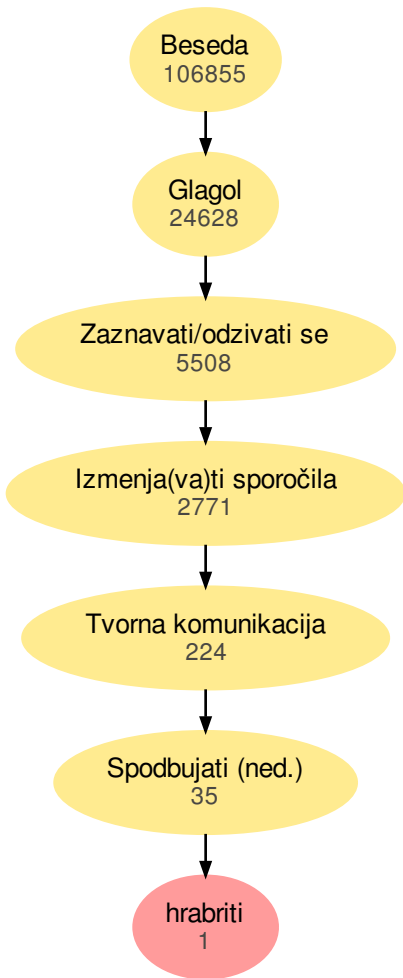 Beseda
106855
Glagol
24628
Zaznavati/odzivati se
5508
Izmenja(va)ti sporočila
2771
Tvorna komunikacija
224
Spodbujati (ned.)
35
hrabriti
1